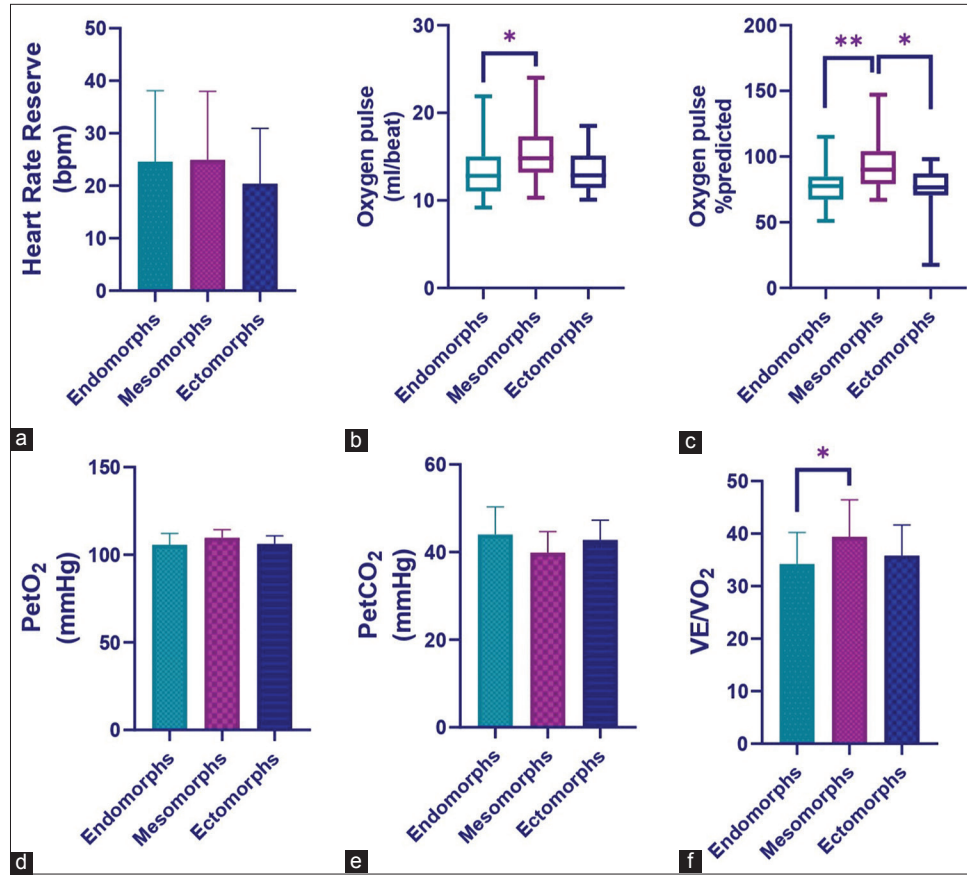 Heart Rate Reserve
(bpm)
50
40
30
20
10
0
Endomorphs
Mesomorphs
Ectomorphs
a
Oxygen pulse
(ml/beat)
30
20
10
0
*
Endomorphs
Mesomorphs
Ectomorphs
b
Oxygen pulse
%predicted
200
150
100
50
0
**
*
Endomorphs
Mesomorphs
Ectomorphs
c
PetO₂
(mmHg)
150
100
50
0
Endomorphs
Mesomorphs
Ectomorphs
d
PetCO₂
(mmHg)
60
40
20
0
Endomorphs
Mesomorphs
Ectomorphs
e
VE/VO₂
50
40
30
20
10
0
*
Endomorphs
Mesomorphs
Ectomorphs
f